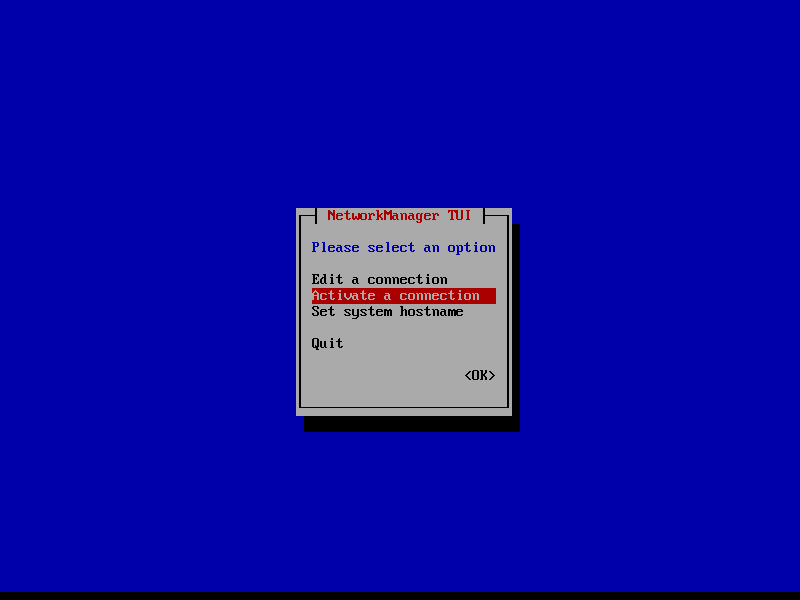 NetworkManager TUI
Please select an option
Edit a connection
Activate a connection
Set system hostname
Quit
<OK>